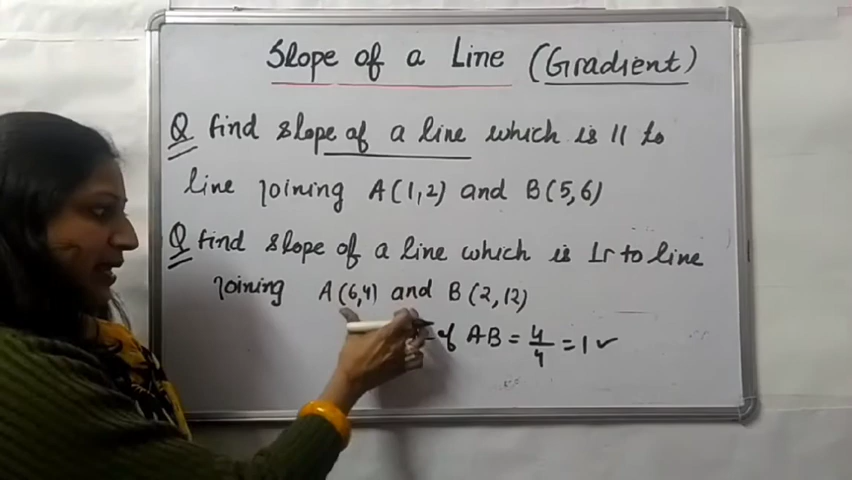 Slope of a Line (Gradient)
Q find slope of a line which is || to
line joining A(1,2) and B(5,6)
Q find slope of a line which is ⊥r to line
joining A(6,4) and B(2,12)
of AB = 4/4 = 1 ✓